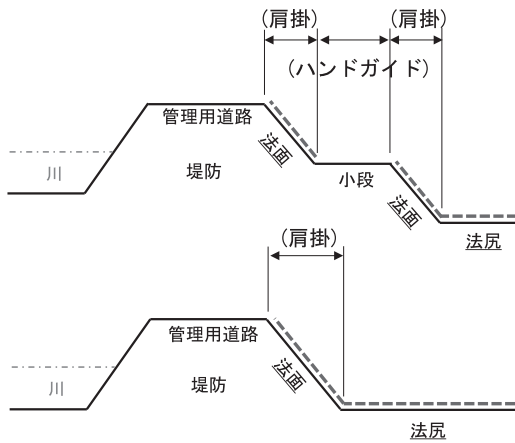 (肩掛) (肩掛)
(ハンドガイド)
管理用道路
法面
川
堤防
小段
法面
法尻
(肩掛)
管理用道路
川
堤防
法面
法尻